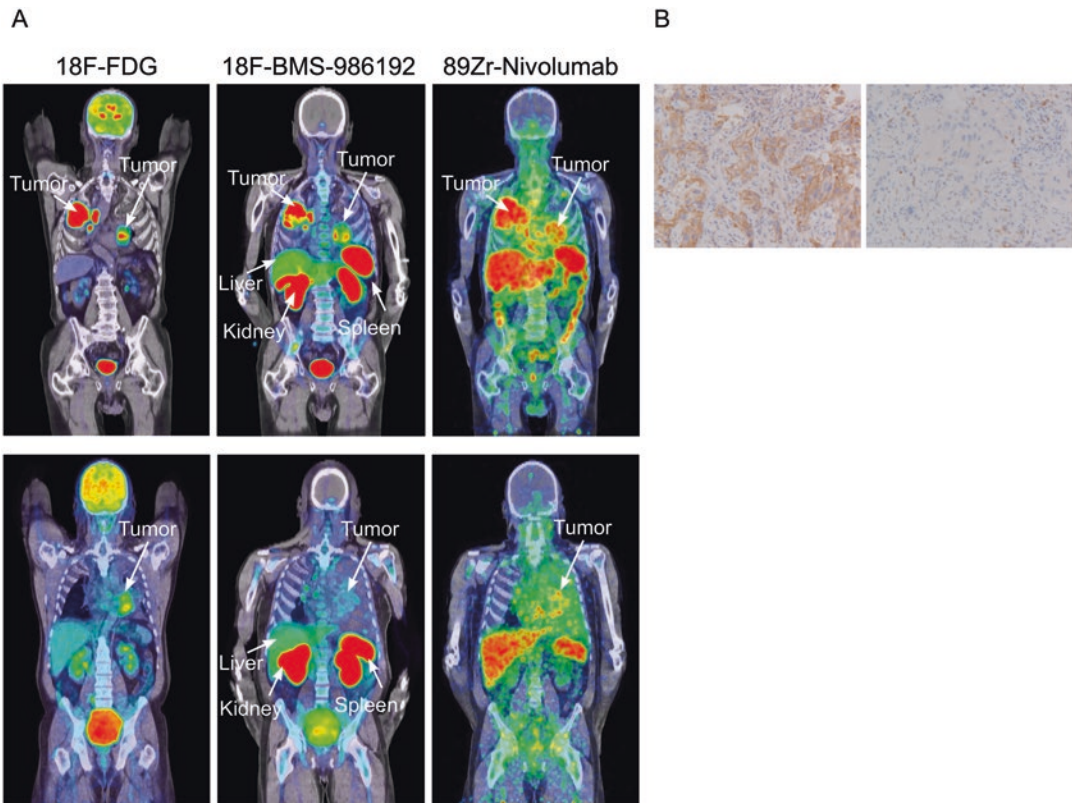 A
B
18F-FDG
18F-BMS-986192
89Zr-Nivolumab
Tumor
Tumor
Tumor
Tumor
Tumor
Tumor
Liver
Kidney
Spleen
Tumor
Tumor
Tumor
Liver
Kidney
Spleen